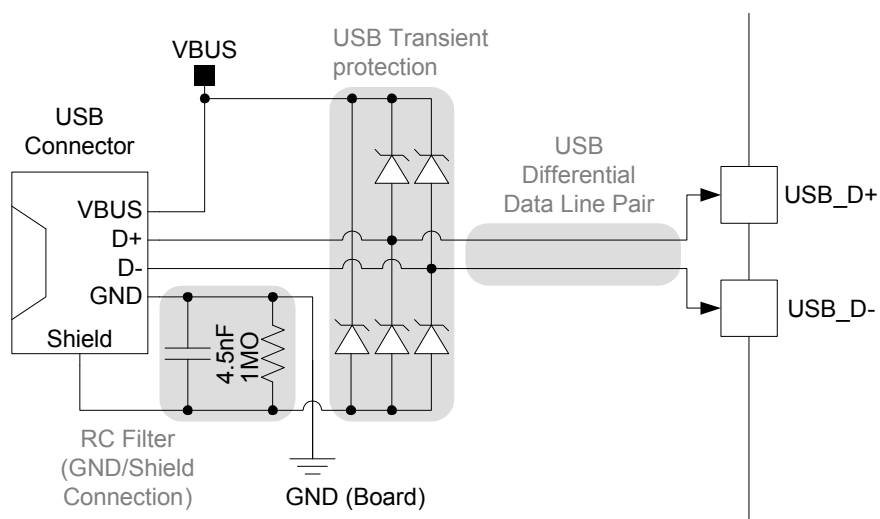 VBUS
USB Transient
protection
USB
Connector
VBUS
D+
D-
GND
Shield
4.5nF
1MO
USB
Differential
Data Line Pair
USB_D+
USB_D-
RC Filter
(GND/Shield
Connection)
GND (Board)